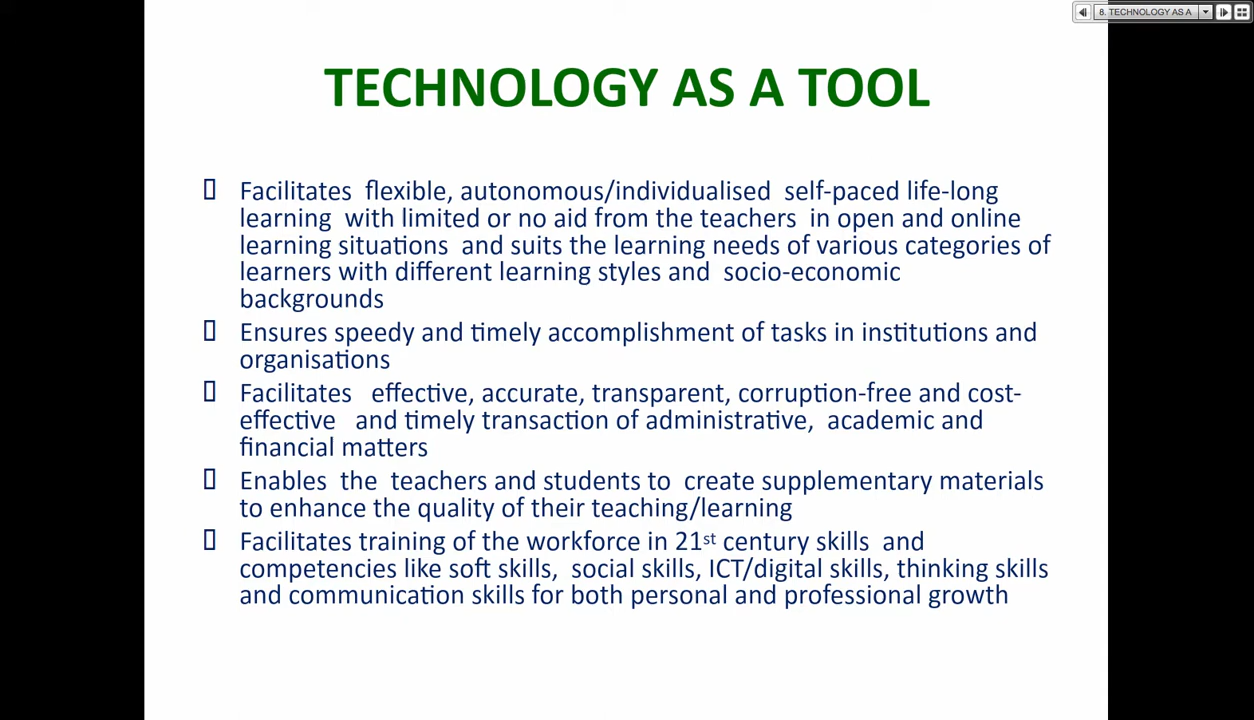 8. TECHNOLOGY AS A
TECHNOLOGY AS A TOOL
Facilitates flexible, autonomous/individualised self-paced life-long
learning with limited or no aid from the teachers in open and online
learning situations and suits the learning needs of various categories of
learners with different learning styles and socio-economic
backgrounds
Ensures speedy and timely accomplishment of tasks in institutions and
organisations
Facilitates effective, accurate, transparent, corruption-free and cost-
effective and timely transaction of administrative, academic and
financial matters
Enables the teachers and students to create supplementary materials
to enhance the quality of their teaching/learning
Facilitates training of the workforce in 21st century skills and
competencies like soft skills, social skills, ICT/digital skills, thinking skills
and communication skills for both personal and professional growth